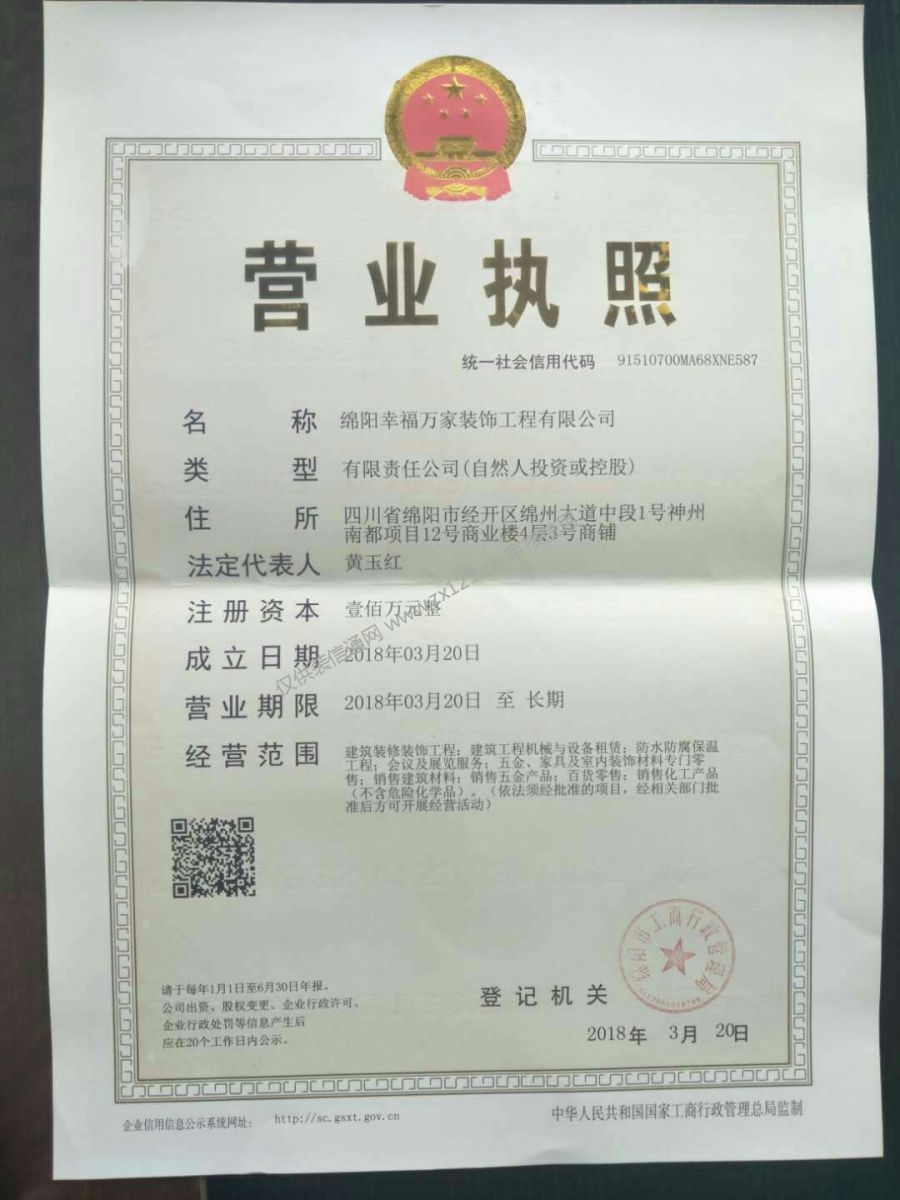 营业执照
统一社会信用代码 91510700MA68XNE587
名称 绵阳幸福万家装饰工程有限公司
类型 有限责任公司(自然人投资或控股)
住所 四川省绵阳市经开区绵州大道中段1号神州
南都项目12号商业楼4层3号商铺
法定代表人 黄玉红
注册资本 壹佰万元整
成立日期 2018年03月20日
营业期限 2018年03月20日 至 长期
经营范围 建筑装修装饰工程；建筑工程机械与设备租赁；防水防腐保温
工程；会议及展览服务；五金、家具及室内装饰材料专门零
售；销售建筑材料；销售五金产品；百货零售；销售化工产品
（不含危险化学品）。（依法须经批准的项目，经相关部门批
准后方可开展经营活动）
仅供装信通网
绵阳市工商行政管理局
请于每年1月1日至6月30日年报。
公司出资、股权变更、企业行政许可、
企业行政处罚等信息产生后
应在20个工作日内公示。
登记机关
2018年 3月 20日
企业信用信息公示系统网址： http://sc.gsxt.gov.cn
中华人民共和国国家工商行政管理总局监制